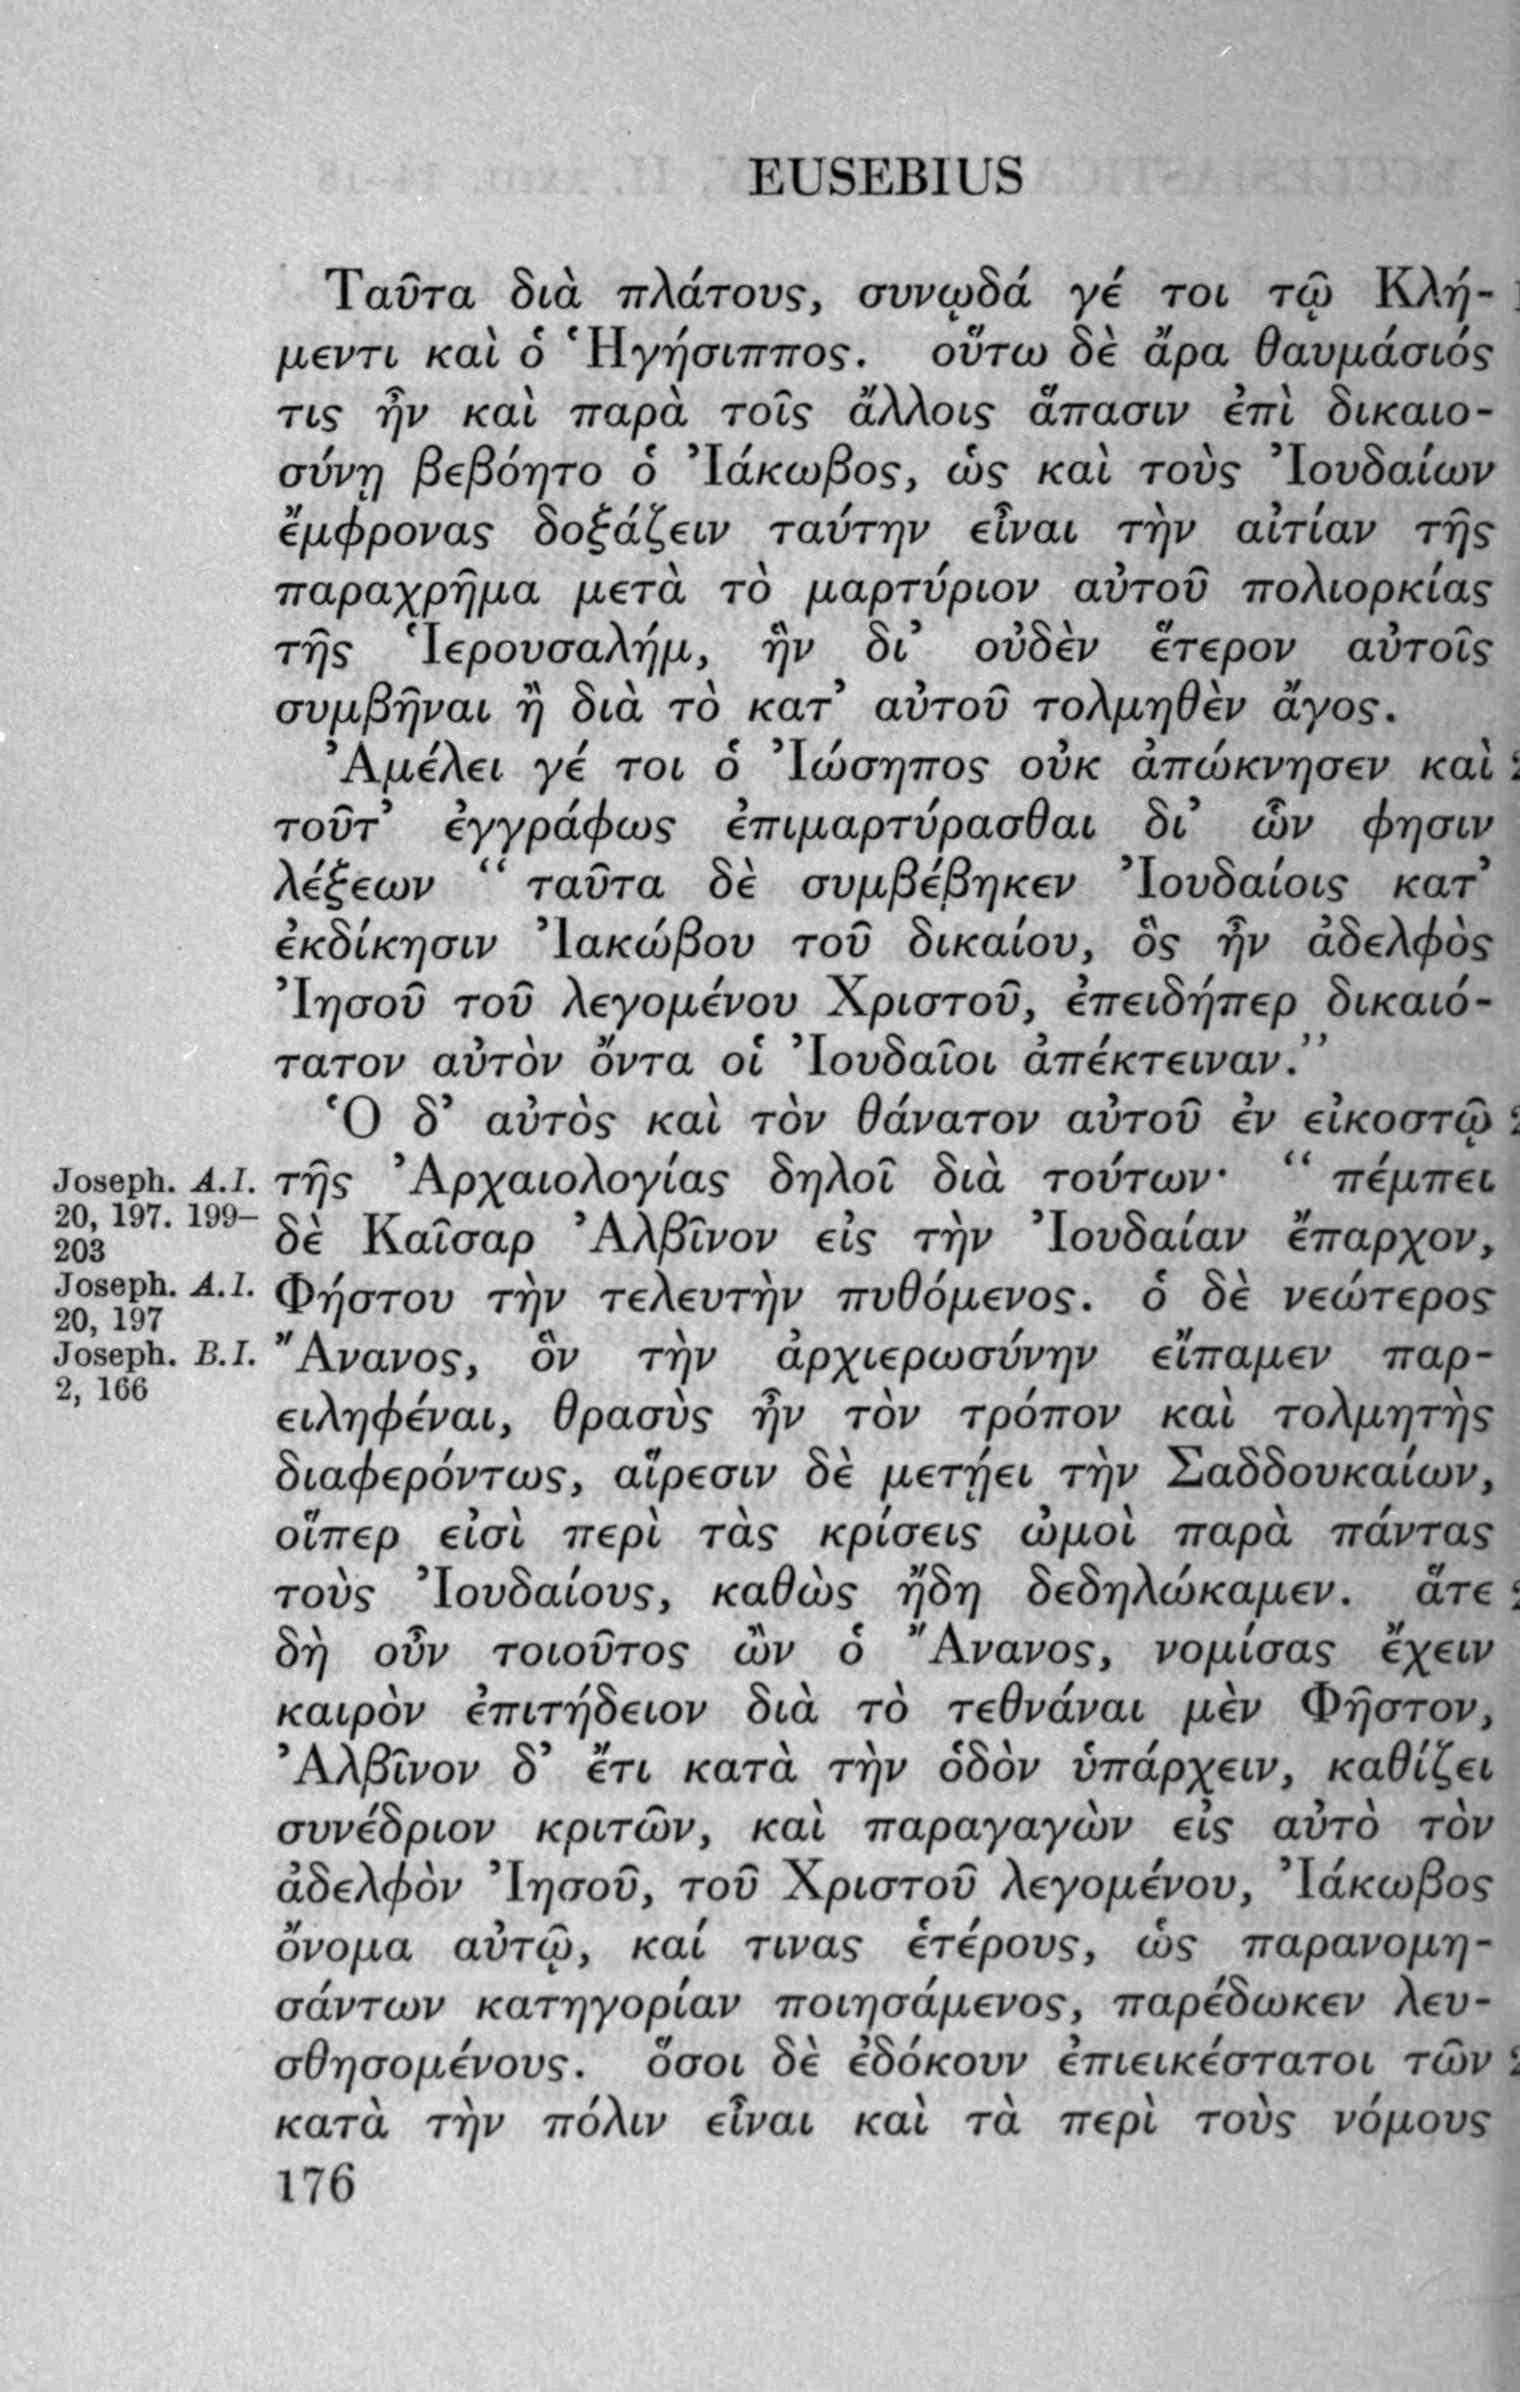 EUSEBIUS
Ταῦτα διὰ πλάτους, συνῳδά γέ τοι τῷ Κλή-
μεντι καὶ ὁ Ἡγήσιππος. οὕτω δὲ ἄρα θαυμάσιός
τις ἦν καὶ παρὰ τοῖς ἄλλοις ἅπασιν ἐπὶ δικαιο-
σύνῃ βεβόητο ὁ Ἰάκωβος, ὡς καὶ τοὺς Ἰουδαίων
ἔμφρονας δοξάζειν ταύτην εἶναι τὴν αἰτίαν τῆς
παραχρῆμα μετὰ τὸ μαρτύριον αὐτοῦ πολιορκίας
τῆς Ἱερουσαλήμ, ἣν δι’ οὐδὲν ἕτερον αὐτοῖς
συμβῆναι ἢ διὰ τὸ κατ’ αὐτοῦ τολμηθὲν ἄγος.
Ἀμέλει γέ τοι ὁ Ἰώσηπος οὐκ ἀπώκνησεν καὶ
τοῦτ’ ἐγγράφως ἐπιμαρτύρασθαι δι’ ὧν φησιν
λέξεων “ ταῦτα δὲ συμβέβηκεν Ἰουδαίοις κατ’
ἐκδίκησιν Ἰακώβου τοῦ δικαίου, ὃς ἦν ἀδελφὸς
Ἰησοῦ τοῦ λεγομένου Χριστοῦ, ἐπειδήπερ δικαιό-
τατον αὐτὸν ὄντα οἱ Ἰουδαῖοι ἀπέκτειναν.”
Ὁ δ’ αὐτὸς καὶ τὸν θάνατον αὐτοῦ ἐν εἰκοστῷ
Joseph. A.I. τῆς Ἀρχαιολογίας δηλοῖ διὰ τούτων· “ πέμπει
20, 197. 199–
203 δὲ Καῖσαρ Ἀλβῖνον εἰς τὴν Ἰουδαίαν ἔπαρχον,
Joseph. A.I. Φήστου τὴν τελευτὴν πυθόμενος. ὁ δὲ νεώτερος
20, 197
Joseph. B.I. Ἄνανος, ὃν τὴν ἀρχιερωσύνην εἴπαμεν παρ-
2, 166
ειληφέναι, θρασὺς ἦν τὸν τρόπον καὶ τολμητὴς
διαφερόντως, αἵρεσιν δὲ μετῄει τὴν Σαδδουκαίων,
οἵπερ εἰσὶ περὶ τὰς κρίσεις ὠμοὶ παρὰ πάντας
τοὺς Ἰουδαίους, καθὼς ἤδη δεδηλώκαμεν. ἅτε
δὴ οὖν τοιοῦτος ὢν ὁ Ἄνανος, νομίσας ἔχειν
καιρὸν ἐπιτήδειον διὰ τὸ τεθνάναι μὲν Φῆστον,
Ἀλβῖνον δ’ ἔτι κατὰ τὴν ὁδὸν ὑπάρχειν, καθίζει
συνέδριον κριτῶν, καὶ παραγαγὼν εἰς αὐτὸ τὸν
ἀδελφὸν Ἰησοῦ, τοῦ Χριστοῦ λεγομένου, Ἰάκωβος
ὄνομα αὐτῷ, καί τινας ἑτέρους, ὡς παρανομη-
σάντων κατηγορίαν ποιησάμενος, παρέδωκεν λευ-
σθησομένους. ὅσοι δὲ ἐδόκουν ἐπιεικέστατοι τῶν
κατὰ τὴν πόλιν εἶναι καὶ τὰ περὶ τοὺς νόμους
176